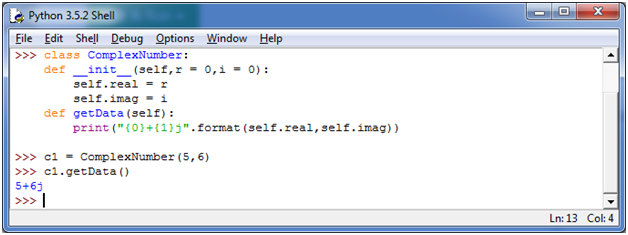 Python 3.5.2 Shell
File Edit Shell Debug Options Window Help
>>> class ComplexNumber:
    def __init__(self,r = 0,i = 0):
        self.real = r
        self.imag = i
    def getData(self):
        print("{0}+{1}j".format(self.real,self.imag))
>>> c1 = ComplexNumber(5,6)
>>> c1.getData()
5+6j
>>>
Ln: 13 Col: 4